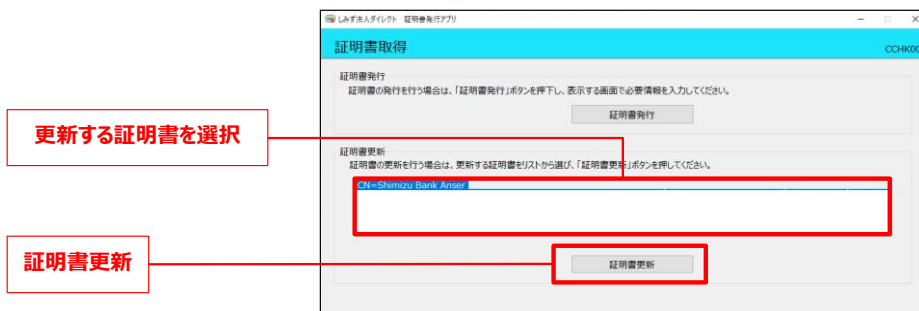 しみず法人ダイレクト 証明書発行アプリ
証明書取得
CCHK00
証明書発行
証明書の発行を行う場合は、「証明書発行」ボタンを押下し、表示する画面で必要情報を入力してください。
証明書発行
更新する証明書を選択
証明書更新
証明書の更新を行う場合は、更新する証明書をリストから選び、「証明書更新」ボタンを押してください。
CN=Shimizu Bank Anser
証明書更新
証明書更新